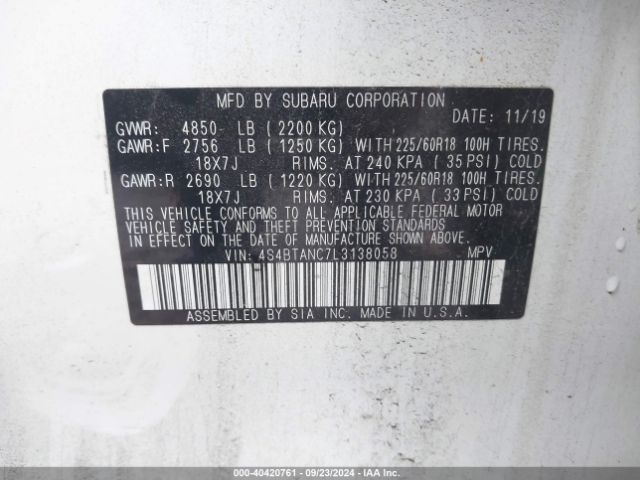 MFD BY SUBARU CORPORATION
DATE: 11/19
GVWR: 4850 LB (2200 KG)
GAWR:F 2756 LB (1250 KG) WITH 225/60R18 100H TIRES.
18X7J RIMS. AT 240 KPA (35 PSI) COLD
GAWR:R 2690 LB (1220 KG) WITH 225/60R18 100H TIRES.
18X7J RIMS. AT 230 KPA (33 PSI) COLD
THIS VEHICLE CONFORMS TO ALL APPLICABLE FEDERAL MOTOR
VEHICLE SAFETY AND BUMPER STANDARDS
IN EFFECT ON THE DATE OF MANUFACTURE SHOWN ABOVE.
VIN: 4S4BTANC7L3138058 MPV
ASSEMBLED BY SIA INC. MADE IN U.S.A.
000-40420761 - 09/23/2024 - IAA Inc.